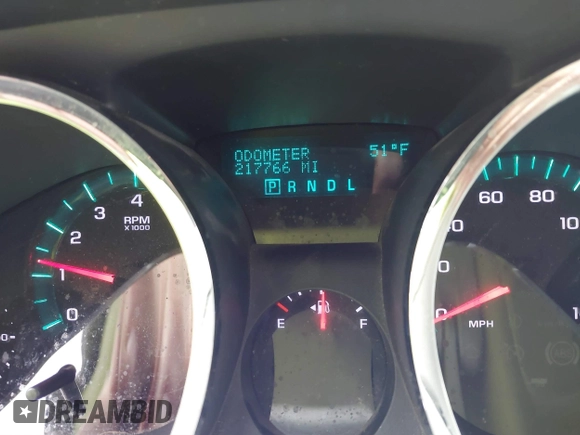 ODOMETER 51°F
217766 MI
P R N D L
4
3
2
1
0
RPM
X1000
E F
60 80
MPH
DREAMBID